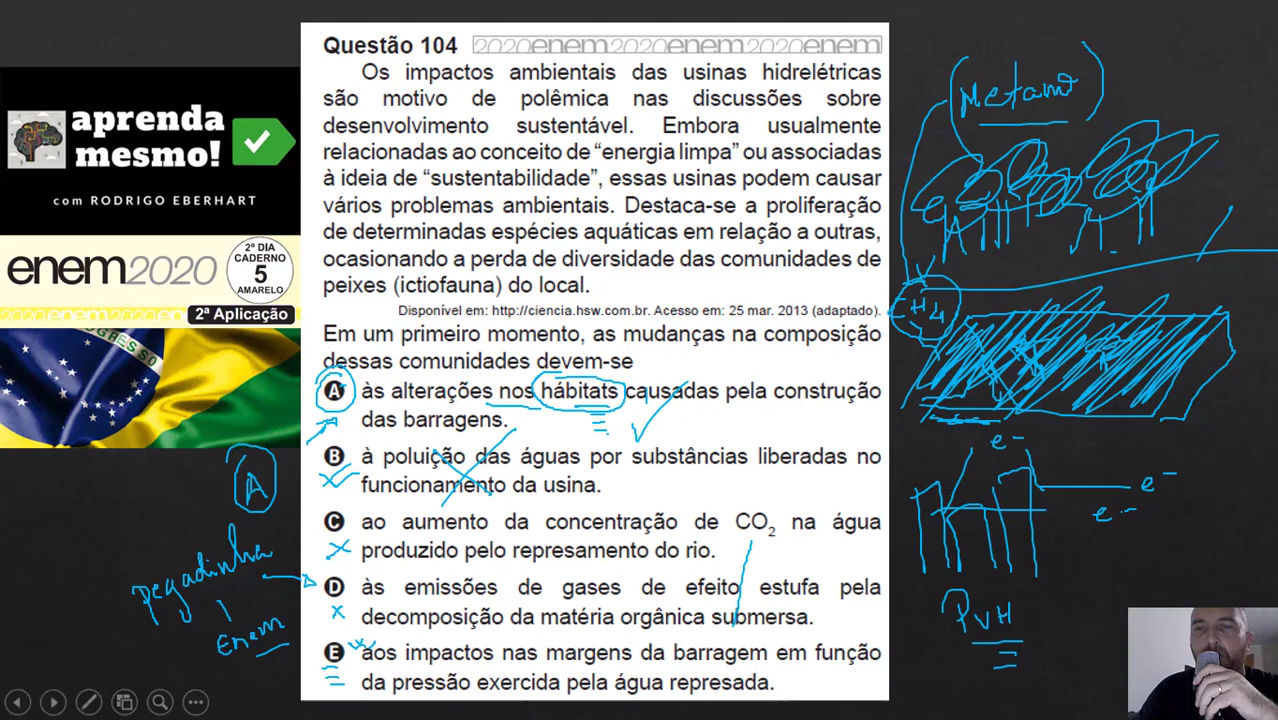 aprenda
mesmo!
com RODRIGO EBERHART
enem2020
2º DIA
CADERNO
5
AMARELO
2ª Aplicação
Questão 104
2020enem2020enem2020enem
Os impactos ambientais das usinas hidrelétricas
são motivo de polêmica nas discussões sobre
desenvolvimento sustentável. Embora usualmente
relacionadas ao conceito de “energia limpa” ou associadas
à ideia de “sustentabilidade”, essas usinas podem causar
vários problemas ambientais. Destaca-se a proliferação
de determinadas espécies aquáticas em relação a outras,
ocasionando a perda de diversidade das comunidades de
peixes (ictiofauna) do local.
Disponível em: http://ciencia.hsw.com.br. Acesso em: 25 mar. 2013 (adaptado).
Em um primeiro momento, as mudanças na composição
dessas comunidades devem-se
A às alterações nos hábitats causadas pela construção
das barragens.
B à poluição das águas por substâncias liberadas no
funcionamento da usina.
C ao aumento da concentração de CO2 na água
produzido pelo represamento do rio.
D às emissões de gases de efeito estufa pela
decomposição da matéria orgânica submersa.
E aos impactos nas margens da barragem em função
da pressão exercida pela água represada.
A
Pegadinha
Enem
(Metano)
CH4
e-
e-
e-
PVH